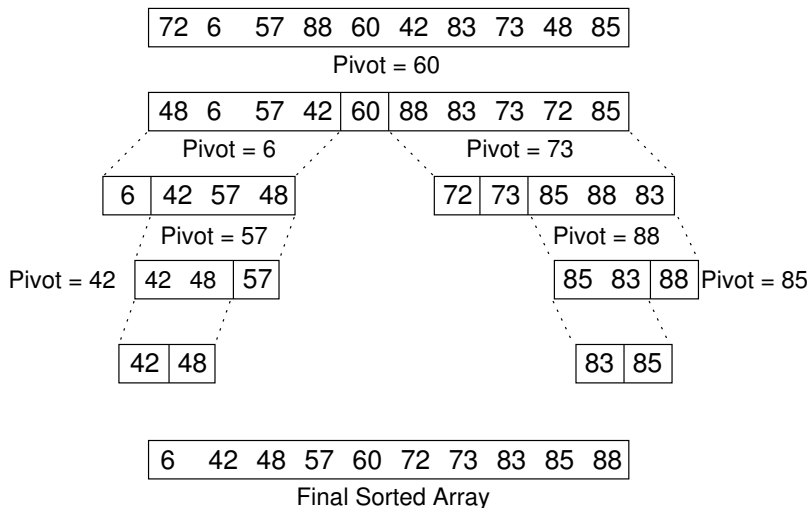 72 6 57 88 60 42 83 73 48 85
Pivot = 60
48 6 57 42 60 88 83 73 72 85
Pivot = 6 Pivot = 73
6 42 57 48 72 73 85 88 83
Pivot = 57 Pivot = 88
Pivot = 42 42 48 57 85 83 88 Pivot = 85
42 48 83 85
6 42 48 57 60 72 73 83 85 88
Final Sorted Array